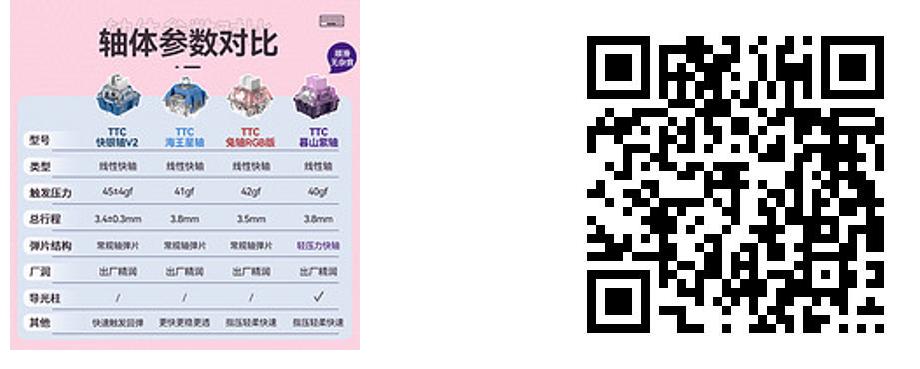 轴体参数对比
顺滑
无杂音
型号 TTC 快银轴V2 TTC 海王星轴 TTC 兔轴RGB版 TTC 暮山紫轴
类型 线性快轴 线性快轴 线性快轴 线性轴
触发压力 45±4gf 41gf 42gf 40gf
总行程 3.4±0.3mm 3.8mm 3.5mm 3.8mm
弹片结构 常规轴弹片 常规轴弹片 常规轴弹片 轻压力快轴
厂润 出厂精润 出厂精润 出厂精润 出厂精润
导光柱 / / / ✓
其他 快速触发回弹 更快更稳更透 指压轻柔快速 指压轻柔快速